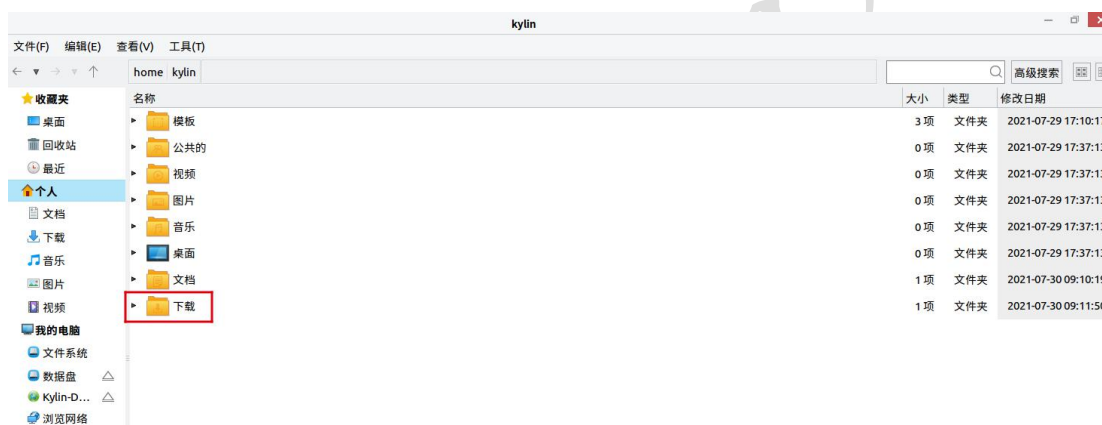 kylin
文件(F) 编辑(E) 查看(V) 工具(T)
home kylin 高级搜索
收藏夹
桌面
回收站
最近
个人
文档
下载
音乐
图片
视频
我的电脑
文件系统
数据盘
Kylin-D...
浏览网络
名称 大小 类型 修改日期
模板 3 项 文件夹 2021-07-29 17:10:1
公共的 0 项 文件夹 2021-07-29 17:37:1
视频 0 项 文件夹 2021-07-29 17:37:1
图片 0 项 文件夹 2021-07-29 17:37:1
音乐 0 项 文件夹 2021-07-29 17:37:1
桌面 0 项 文件夹 2021-07-29 17:37:1
文档 1 项 文件夹 2021-07-30 09:10:1
下载 1 项 文件夹 2021-07-30 09:11:5